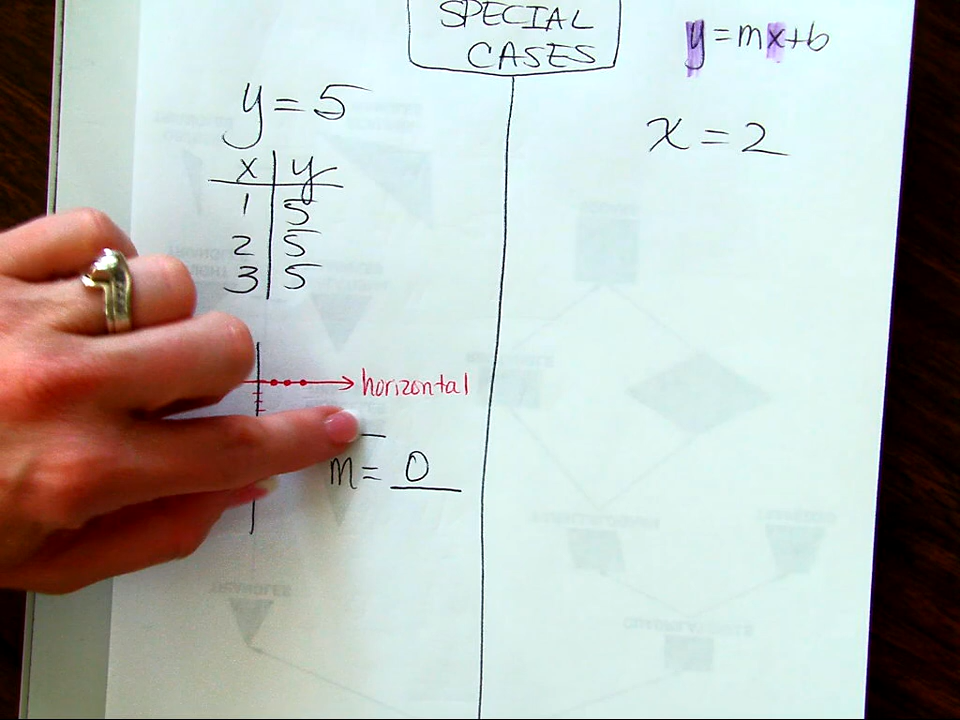 SPECIAL
CASES
y = mx + b
y = 5
x y
1 5
2 5
3 5
horizontal
m = 0
x = 2